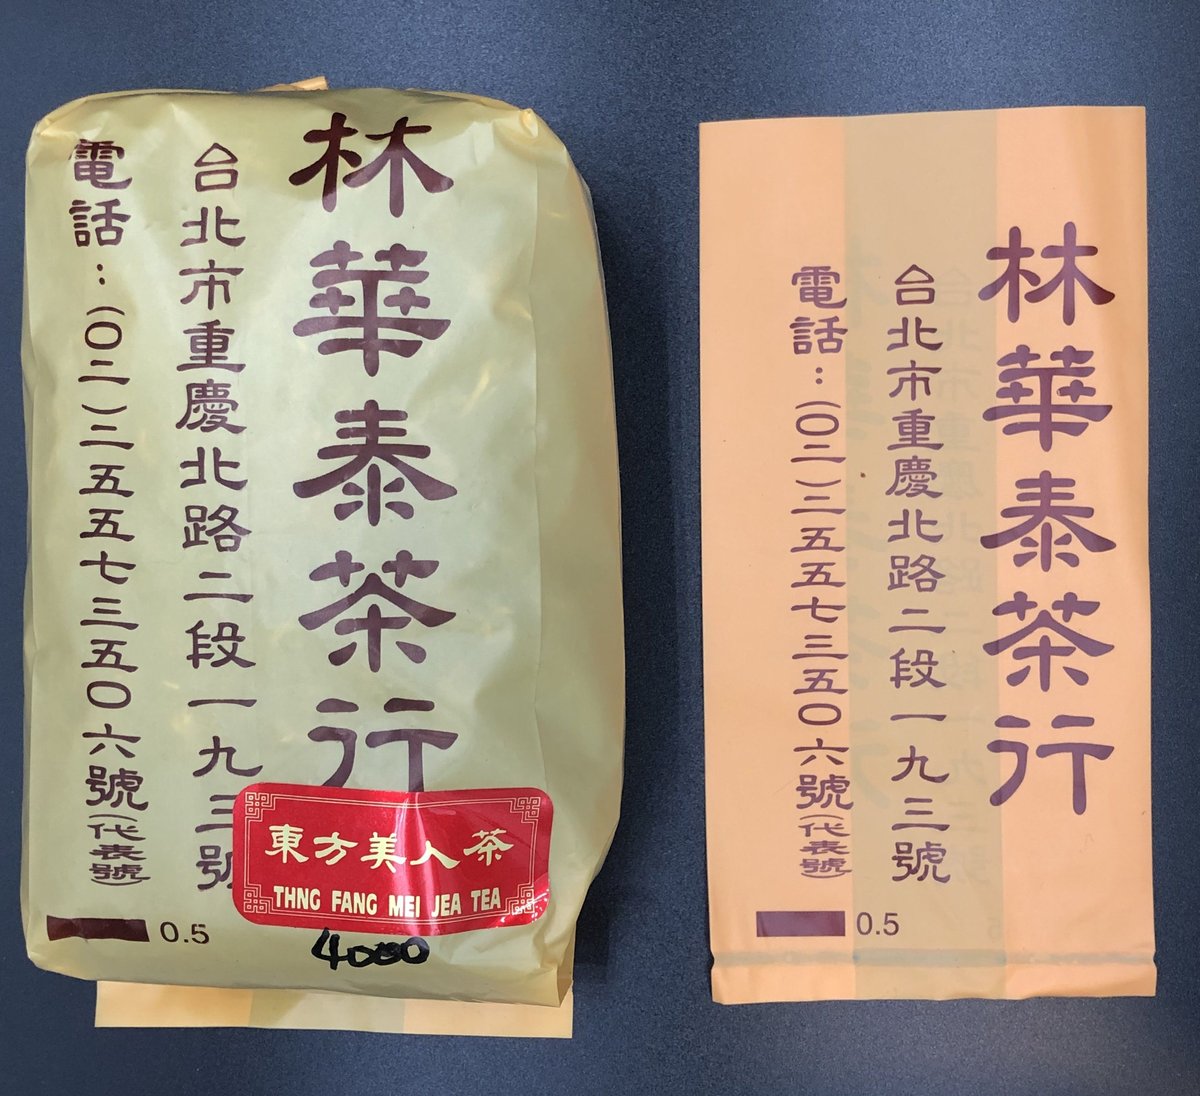 林華泰茶行
台北市重慶北路二段一九三號
電話：(〇二)二五五七三五〇六號(代表號)
0.5
東方美人茶
THNG FANG MEI JEA TEA
4000
林華泰茶行
台北市重慶北路二段一九三號
電話：(〇二)二五五七三五〇六號(代表號)
0.5